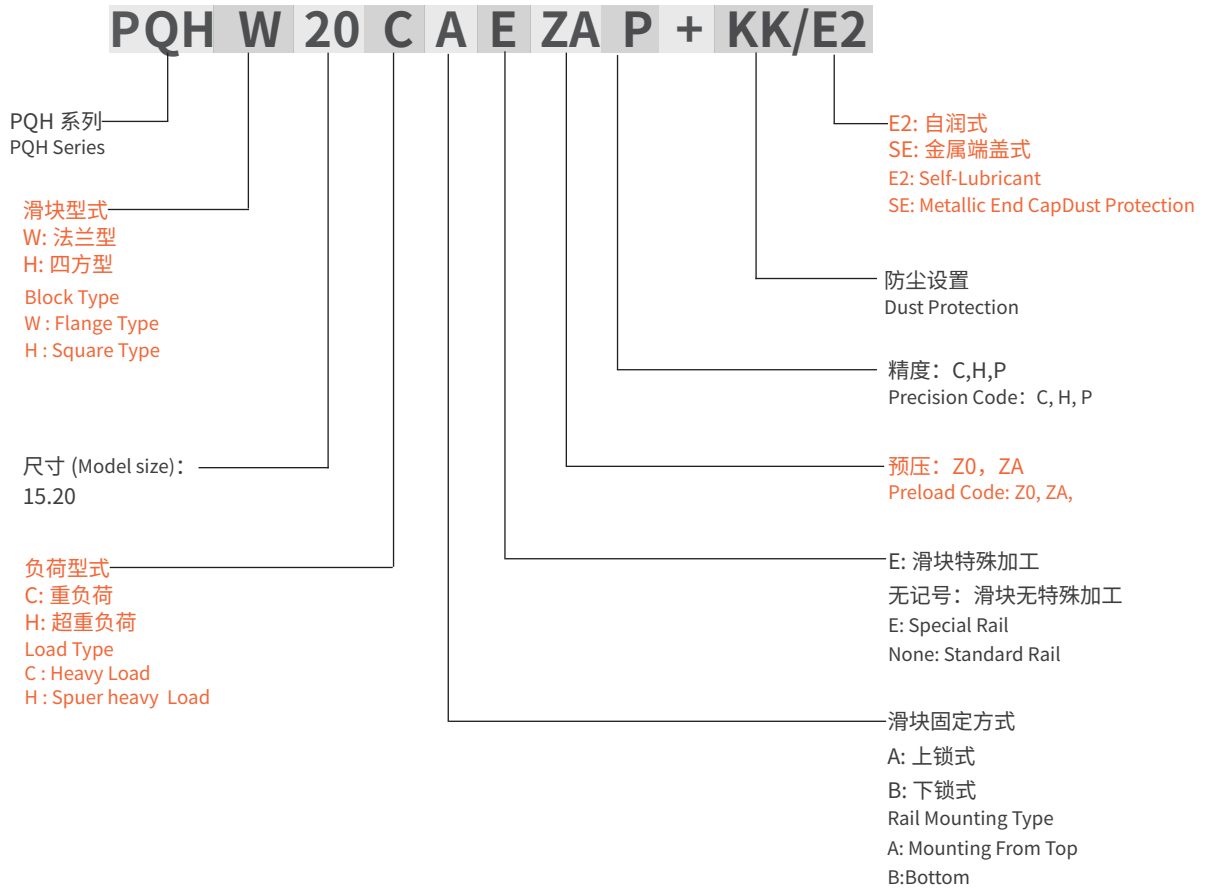 PQH W 20 C A E ZA P + KK/E2
PQH 系列
PQH Series
滑块型式
W: 法兰型
H: 四方型
Block Type
W : Flange Type
H : Square Type
尺寸 (Model size)：
15.20
负荷型式
C: 重负荷
H: 超重负荷
Load Type
C : Heavy Load
H : Spuer heavy Load
E2: 自润式
SE: 金属端盖式
E2: Self-Lubricant
SE: Metallic End CapDust Protection
防尘设置
Dust Protection
精度：C,H,P
Precision Code：C, H, P
预压：Z0，ZA
Preload Code: Z0, ZA,
E: 滑块特殊加工
无记号：滑块无特殊加工
E: Special Rail
None: Standard Rail
滑块固定方式
A: 上锁式
B: 下锁式
Rail Mounting Type
A: Mounting From Top
B:Bottom